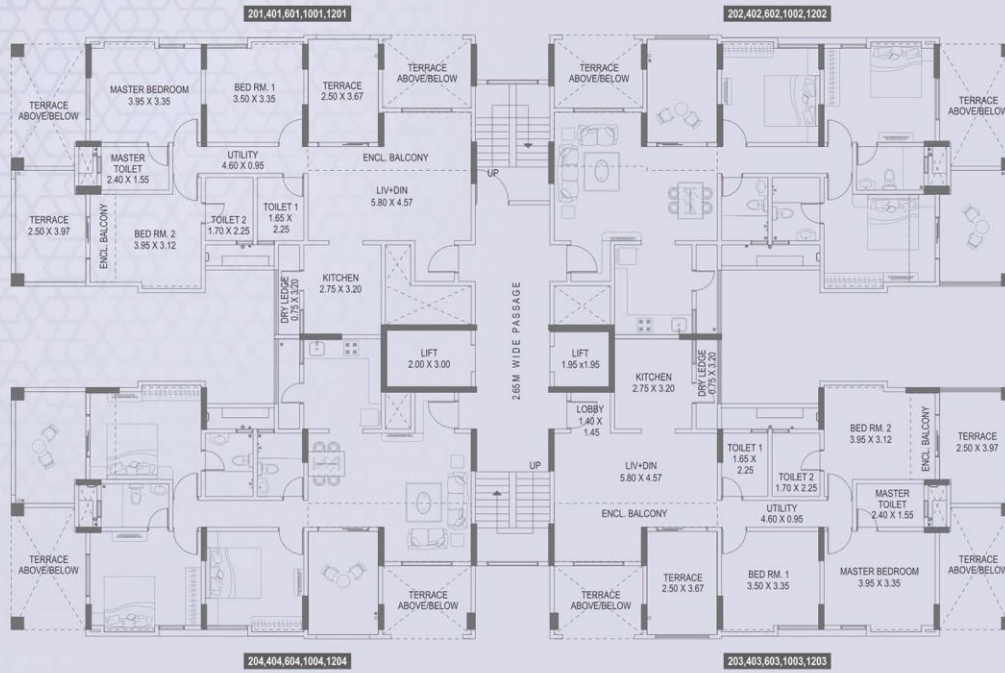 201,401,601,1001,1201
202,402,602,1002,1202
TERRACE
ABOVE/BELOW
MASTER BEDROOM
3.95 X 3.35
BED RM. 1
3.50 X 3.35
TERRACE
2.50 X 3.67
TERRACE
ABOVE/BELOW
TERRACE
ABOVE/BELOW
TERRACE
ABOVE/BELOW
MASTER
TOILET
2.40 X 1.55
UTILITY
4.60 X 0.95
ENCL. BALCONY
UP
LIV+DIN
5.80 X 4.57
TERRACE
2.50 X 3.97
ENCL. BALCONY
BED RM. 2
3.95 X 3.12
TOILET 2
1.70 X 2.25
TOILET 1
1.65 X
2.25
DRY LEDGE
0.75 X 3.20
KITCHEN
2.75 X 3.20
2.65M WIDE PASSAGE
LIFT
2.00 X 3.00
LIFT
1.95 x1.95
KITCHEN
2.75 X 3.20
DRY LEDGE
0.75 X 3.20
LOBBY
1.40 X
1.45
BED RM. 2
3.95 X 3.12
ENCL. BALCONY
TERRACE
2.50 X 3.97
UP
LIV+DIN
5.80 X 4.57
TOILET 1
1.65 X
2.25
TOILET 2
1.70 X 2.25
MASTER
TOILET
2.40 X 1.55
ENCL. BALCONY
UTILITY
4.60 X 0.95
TERRACE
ABOVE/BELOW
TERRACE
ABOVE/BELOW
TERRACE
ABOVE/BELOW
TERRACE
2.50 X 3.67
BED RM. 1
3.50 X 3.35
MASTER BEDROOM
3.95 X 3.35
TERRACE
ABOVE/BELOW
204,404,604,1004,1204
203,403,603,1003,1203